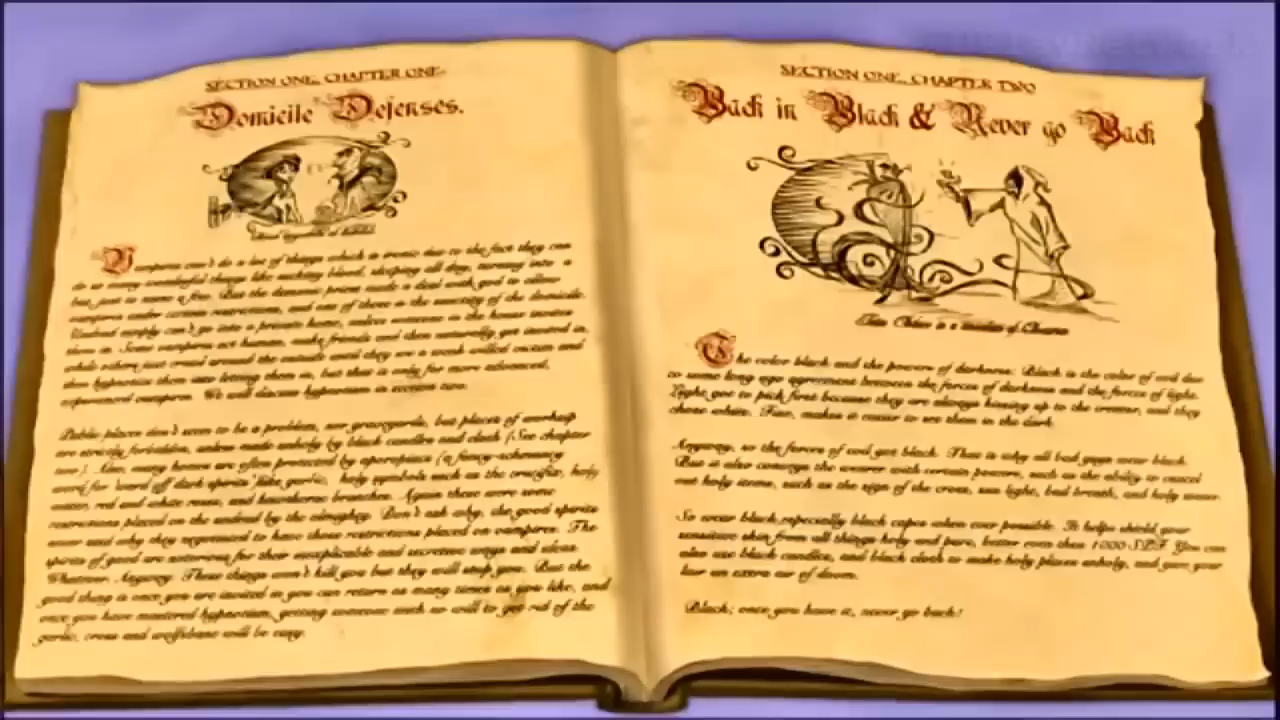 SECTION ONE, CHAPTER ONE
Domicile Defenses.
Vampires can't do a lot of things which is ironic due to the fact they can
do so many wonderful things like sucking blood, sleeping all day, turning into a
bat, just to name a few. But the demonic priests made a deal with god to allow
vampires under certain restrictions, and one of those is the sanctity of the domicile.
Undead simply can't go into a private home, unless someone in the house invites
them in. Some vampires act human, make friends and then naturally get invited in,
while others just crawl around the outside until they see a weak willed victim and
then hypnotize them into letting them in, but that is only for more advanced,
experienced vampires. We will discuss hypnotism in section two.
Public places don't seem to be a problem, nor graveyards, but places of worship
are strictly forbidden, unless made unholy by black candles and cloth (See chapter
two). Also, many homes are often protected by (a fancy-schmancy
word for 'ward off dark spirits') like garlic, holy symbols such as the crucifix, holy
water, red and white roses, and hawthorne branches. Again these were some
restrictions placed on the undead by the almighty. Don't ask why, the good spirits
never said why they requested to have these restrictions placed on vampires. The
spirits of good are notorious for their inexplicable and secretive ways and ideas.
Whatever. Anyway. These things won't kill you but they will stop you. But the
good thing is once you are invited in you can return as many times as you like, and
once you have mastered hypnotism, getting someone weak in will to get rid of the
garlic, cross and wolfsbane will be easy.
SECTION ONE, CHAPTER TWO
Back in Black & Never go Back
The color black and the powers of darkness: Black is the color of evil due
to some long ago agreement between the forces of darkness and the forces of light.
Light got to pick first because they are always kissing up to the creator, and they
chose white. Fine, makes it easier to see them in the dark.
Anyway, so the forces of evil got black. That is why all bad guys wear black.
But it also conveys the wearer with certain powers, such as the ability to cancel
out holy items, such as the sign of the cross, sun light, bad breath, and holy water.
So wear black, especially black capes when ever possible. It helps shield your
sensitive skin from all things holy and pure, better even then 1000 SPF. You can
also use black candles, and black cloth to make holy places unholy, and give your
lair an extra air of doom.
Black; once you have it, never go back!